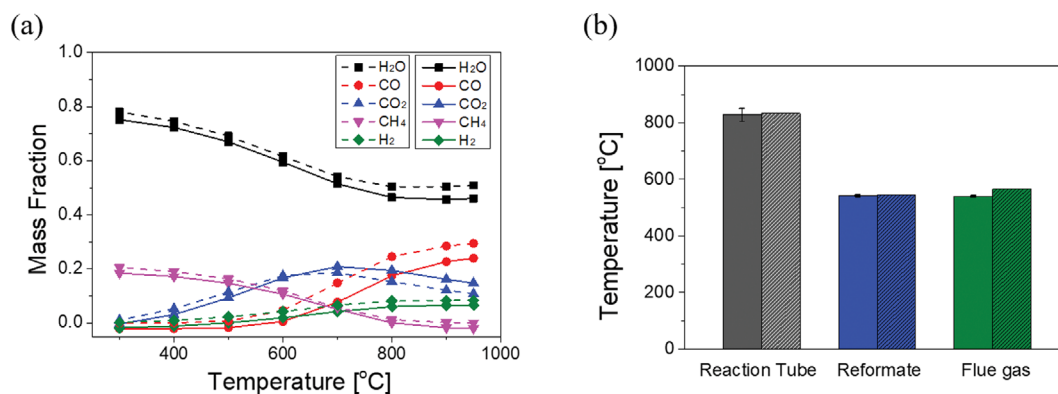 (a)
Mass Fraction
1.0
0.8
0.6
0.4
0.2
0.0
H₂O
CO
CO₂
CH₄
H₂
H₂O
CO
CO₂
CH₄
H₂
400 600 800 1000
Temperature [°C]
(b)
Temperature [°C]
1000
800
600
400
200
0
Reaction Tube Reformate Flue gas